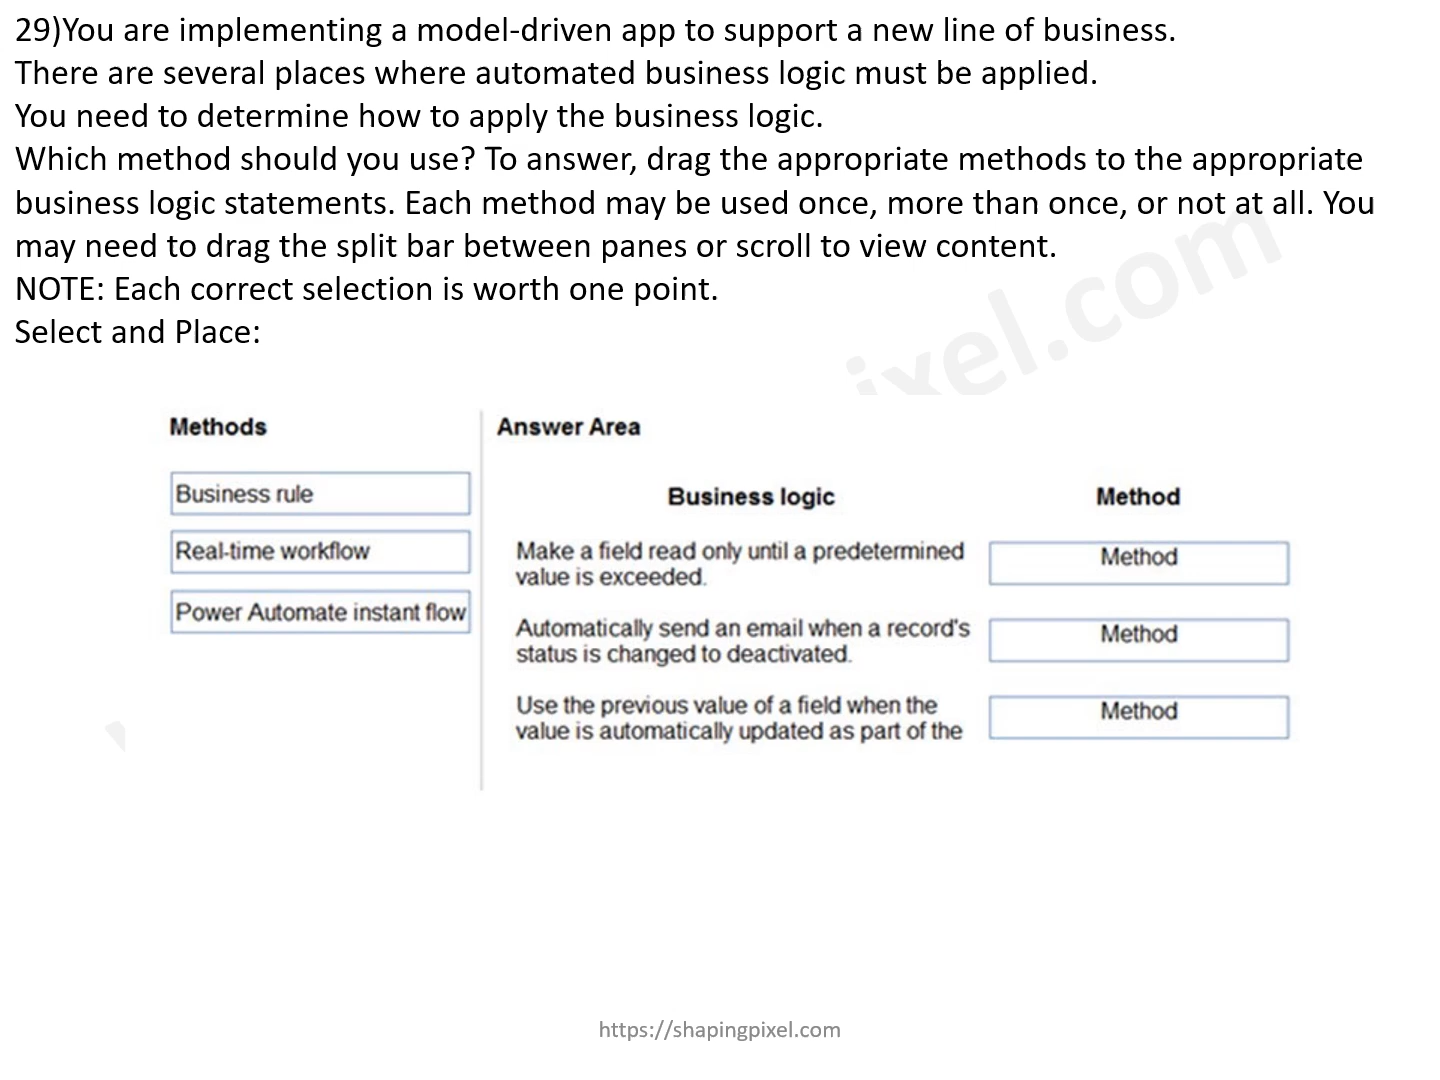 29)You are implementing a model-driven app to support a new line of business.
There are several places where automated business logic must be applied.
You need to determine how to apply the business logic.
Which method should you use? To answer, drag the appropriate methods to the appropriate
business logic statements. Each method may be used once, more than once, or not at all. You
may need to drag the split bar between panes or scroll to view content.
NOTE: Each correct selection is worth one point.
Select and Place:
ixel.com
Methods
Business rule
Real-time workflow
Power Automate instant flow
Answer Area
Business logic
Method
Make a field read only until a predetermined
value is exceeded.
Method
Automatically send an email when a record's
status is changed to deactivated.
Method
Use the previous value of a field when the
value is automatically updated as part of the
Method
https://shapingpixel.com